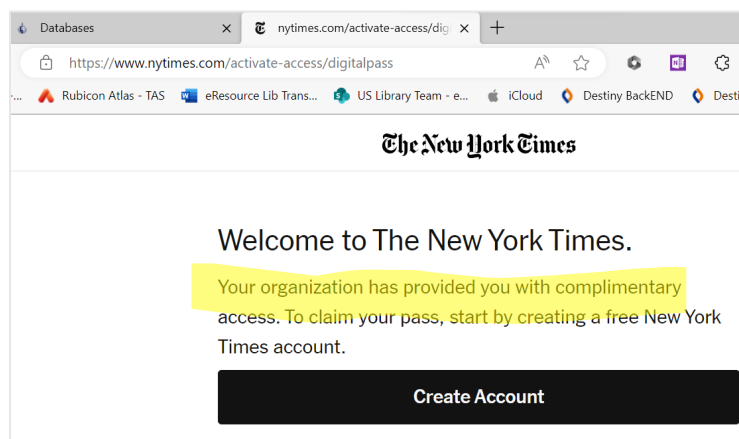 Databases
nytimes.com/activate-access/dig
https://www.nytimes.com/activate-access/digitalpass
Rubicon Atlas - TAS eResource Lib Trans... US Library Team - e... iCloud Destiny BackEND Desti
The New York Times
Welcome to The New York Times.
Your organization has provided you with complimentary
access. To claim your pass, start by creating a free New York
Times account.
Create Account